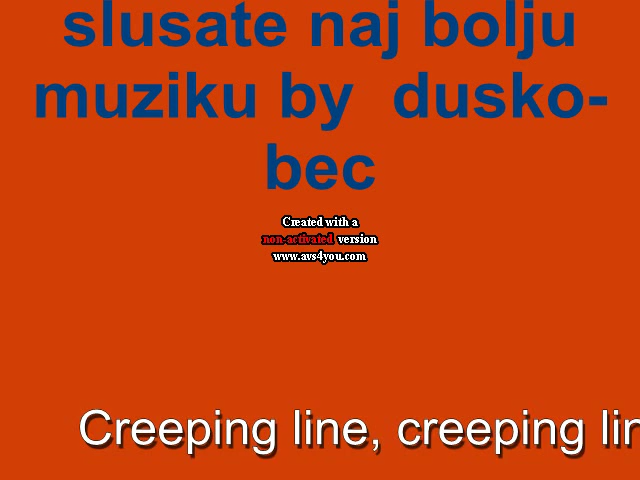 slusate naj bolju
muziku by dusko-
bec
Created with a
non-activated version
www.avs4you.com
Creeping line, creeping lin